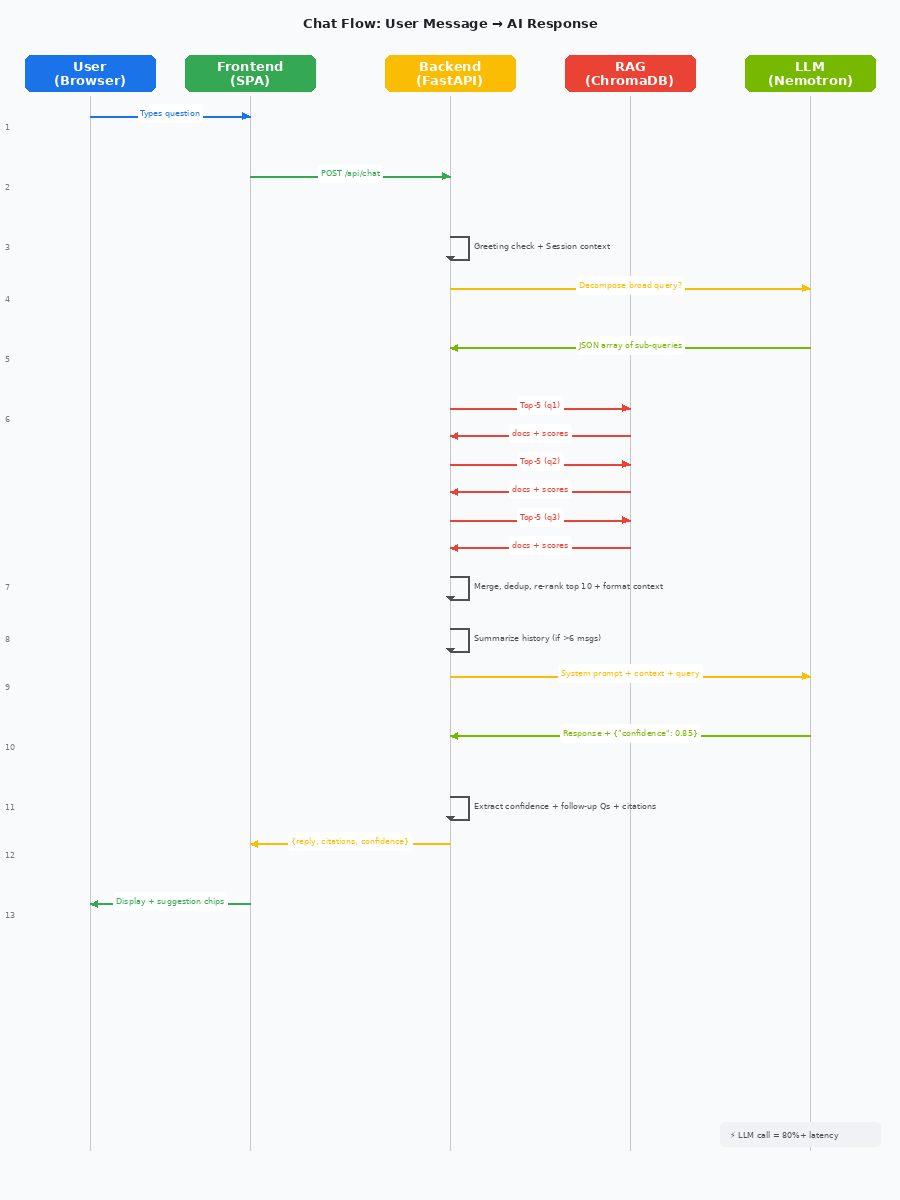 Chat Flow: User Message → AI Response
User
(Browser)
Frontend
(SPA)
Backend
(FastAPI)
RAG
(ChromaDB)
LLM
(Nemotron)
Types question
1
POST /api/chat
2
3
Greeting check + Session context
Decompose broad query?
4
JSON array of sub-queries
5
Top-5 (q1)
6
docs + scores
Top-5 (q2)
docs + scores
Top-5 (q3)
docs + scores
7
Merge, dedup, re-rank top 10 + format context
8
Summarize history (if >6 msgs)
System prompt + context + query
9
Response + {"confidence": 0.85}
10
11
Extract confidence + follow-up Qs + citations
{reply, citations, confidence}
12
Display + suggestion chips
13
⚡ LLM call = 80%+ latency